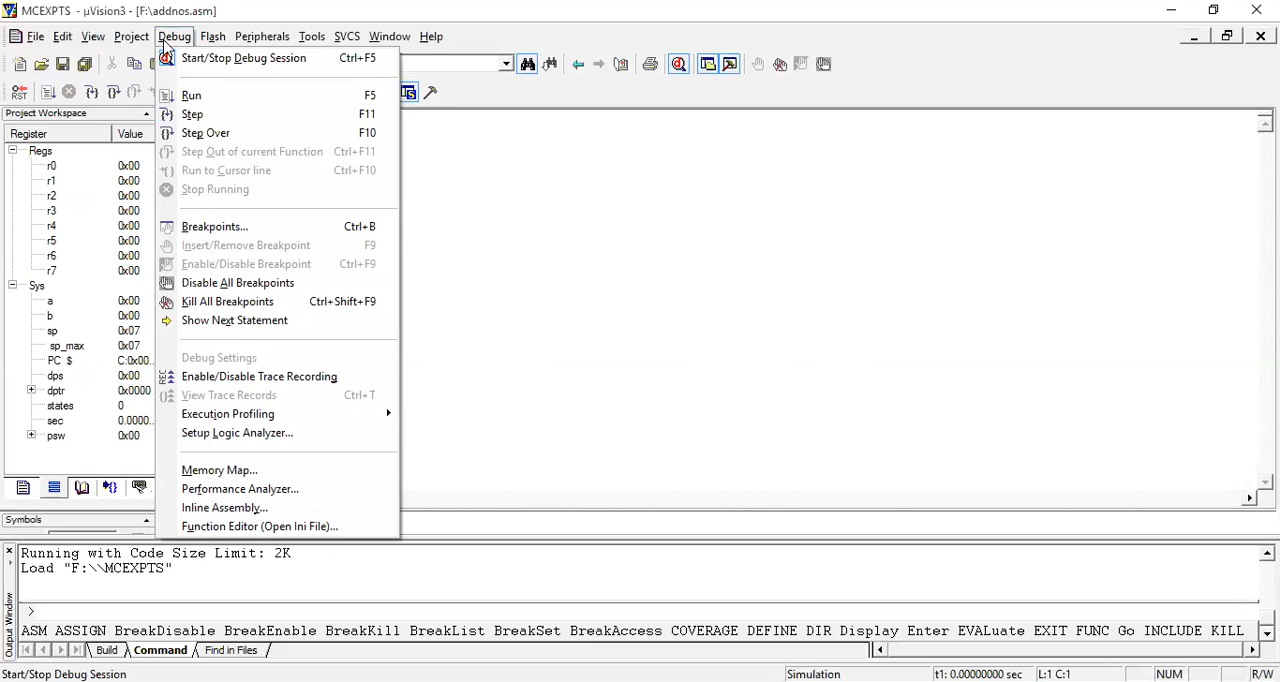 MCEXPTS - µVision3 - [F:\addnos.asm]
File Edit View Project Debug Flash Peripherals Tools SVCS Window Help
Start/Stop Debug Session Ctrl+F5
Run F5
Step F11
Step Over F10
Step Out of current Function Ctrl+F11
Run to Cursor line Ctrl+F10
Stop Running
Breakpoints... Ctrl+B
Insert/Remove Breakpoint F9
Enable/Disable Breakpoint Ctrl+F9
Disable All Breakpoints
Kill All Breakpoints Ctrl+Shift+F9
Show Next Statement
Debug Settings
Enable/Disable Trace Recording
View Trace Records Ctrl+T
Execution Profiling
Setup Logic Analyzer...
Memory Map...
Performance Analyzer...
Inline Assembly...
Function Editor (Open Ini File)...
RST
Project Workspace
Register Value
Regs
r0 0x00
r1 0x00
r2 0x00
r3 0x00
r4 0x00
r5 0x00
r6 0x00
r7 0x00
Sys
a 0x00
b 0x00
sp 0x07
sp_max 0x07
PC $ C:0x00...
dps 0x00
dptr 0x0000
states 0
sec 0.0000...
psw 0x00
Symbols
Running with Code Size Limit: 2K
Load "F:\\MCEXPTS"
>
ASM ASSIGN BreakDisable BreakEnable BreakKill BreakList BreakSet BreakAccess COVERAGE DEFINE DIR Display Enter EVALuate EXIT FUNC Go INCLUDE KILL
Output Window
Build Command Find in Files
Start/Stop Debug Session Simulation t1: 0.00000000 sec L:1 C:1 NUM R/W